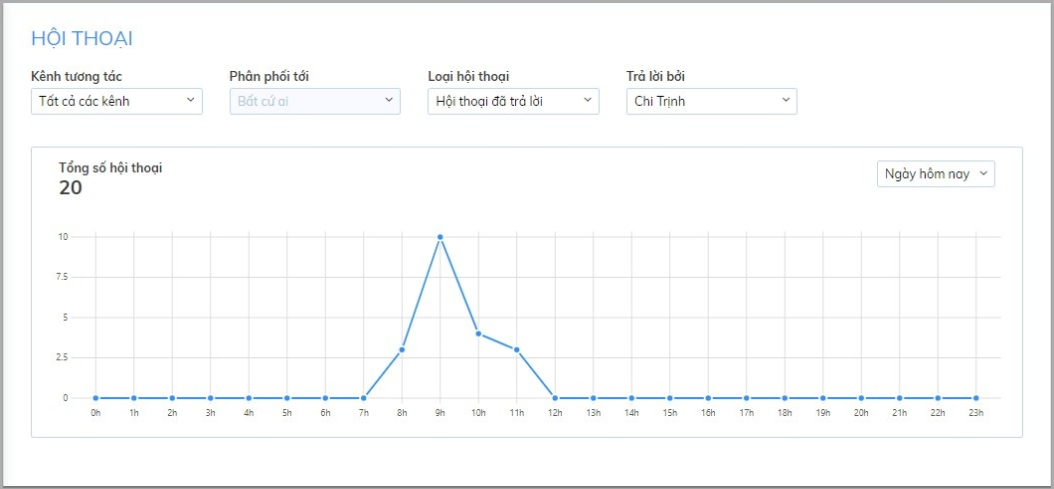 HỘI THOẠI
Kênh tương tác Phân phối tới Loại hội thoại Trả lời bởi
Tất cả các kênh Bất cứ ai Hội thoại đã trả lời Chi Trịnh
Tổng số hội thoại
20 Ngày hôm nay
10
7.5
5
2.5
0
0h 1h 2h 3h 4h 5h 6h 7h 8h 9h 10h 11h 12h 13h 14h 15h 16h 17h 18h 19h 20h 21h 22h 23h